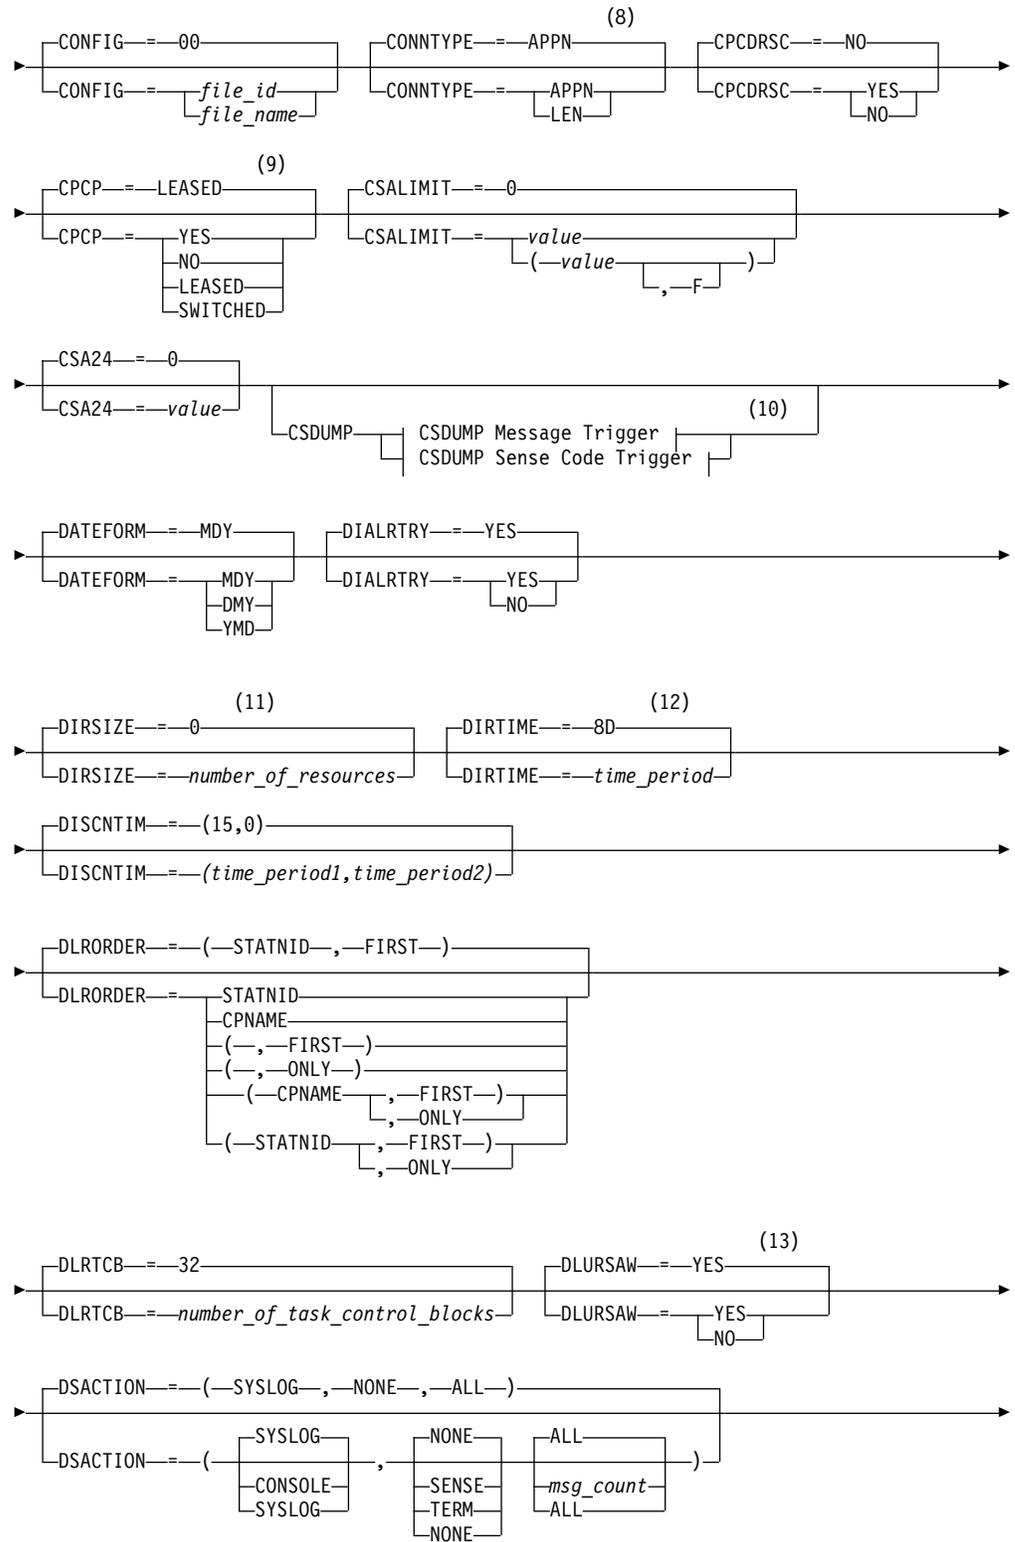 (8)
CONFIG = 00 CONNTYPE = APPN CPCDRSC = NO
CONFIG = file_id CONNTYPE = APPN CPCDRSC = YES
file_name LEN NO
(9)
CPCP = LEASED CSALIMIT = 0
CPCP = YES CSALIMIT = value
NO ( value )
LEASED , F
SWITCHED
CSA24 = 0
CSA24 = value (10)
CSDUMP CSDUMP Message Trigger
CSDUMP Sense Code Trigger
DATEFORM = MDY DIALRTRY = YES
DATEFORM = MDY DIALRTRY = YES
DMY NO
YMD
(11) (12)
DIRSIZE = 0 DIRTIME = 8D
DIRSIZE = number_of_resources DIRTIME = time_period
DISCNTIM = (15,0)
DISCNTIM = (time_period1,time_period2)
DLRORDER = ( STATNID , FIRST )
DLRORDER = STATNID
CPNAME
( , FIRST )
( , ONLY )
( CPNAME , FIRST )
, ONLY
( STATNID , FIRST )
, ONLY
(13)
DLRTCB = 32 DLURSAW = YES
DLRTCB = number_of_task_control_blocks DLURSAW = YES
NO
DSACTION = ( SYSLOG , NONE , ALL )
SYSLOG NONE ALL
DSACTION = ( , )
CONSOLE SENSE msg_count
SYSLOG TERM ALL
NONE